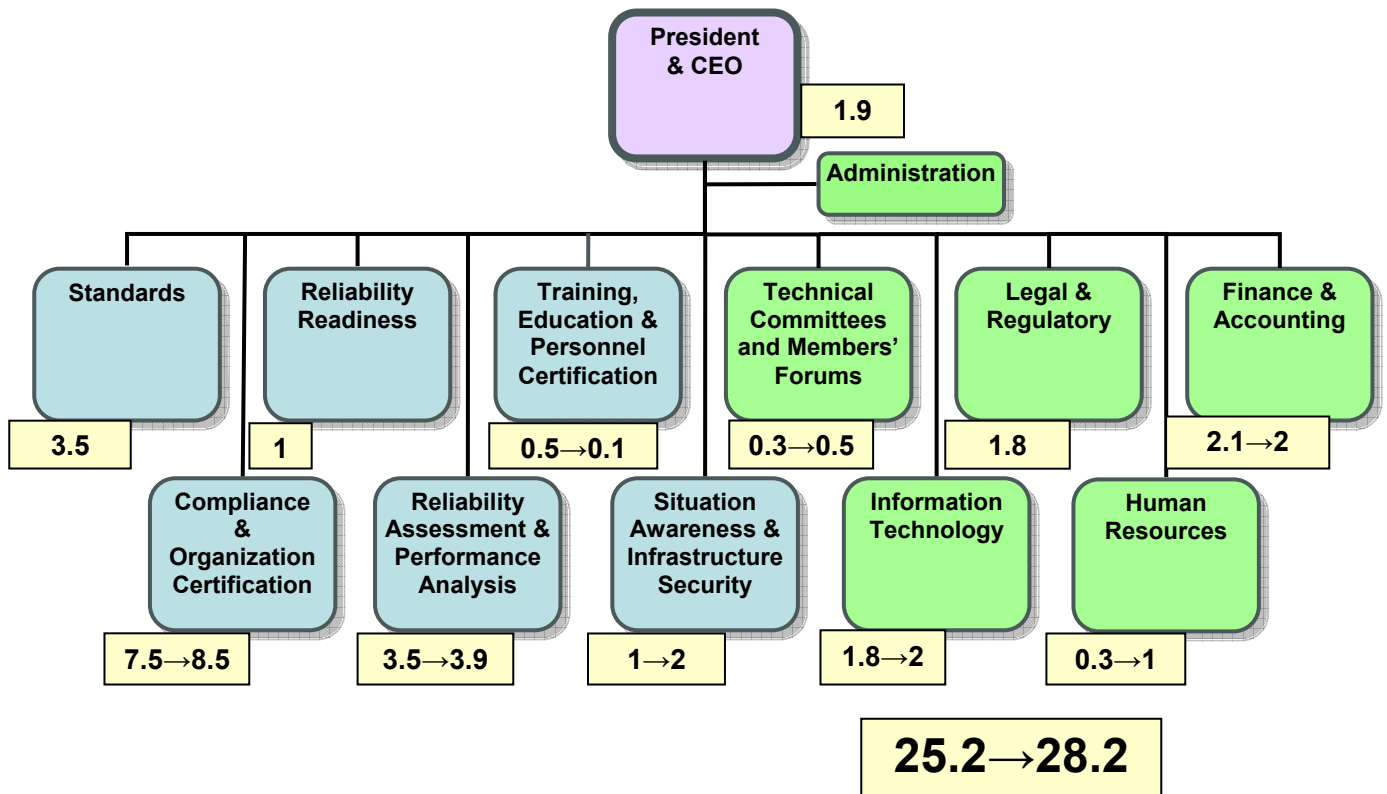 President
& CEO
1.9
Administration
Standards
3.5
Reliability
Readiness
1
Training,
Education &
Personnel
Certification
0.5→0.1
Technical
Committees
and Members’
Forums
0.3→0.5
Legal &
Regulatory
1.8
Finance &
Accounting
2.1→2
Compliance
&
Organization
Certification
7.5→8.5
Reliability
Assessment &
Performance
Analysis
3.5→3.9
Situation
Awareness &
Infrastructure
Security
1→2
Information
Technology
1.8→2
Human
Resources
0.3→1
25.2→28.2